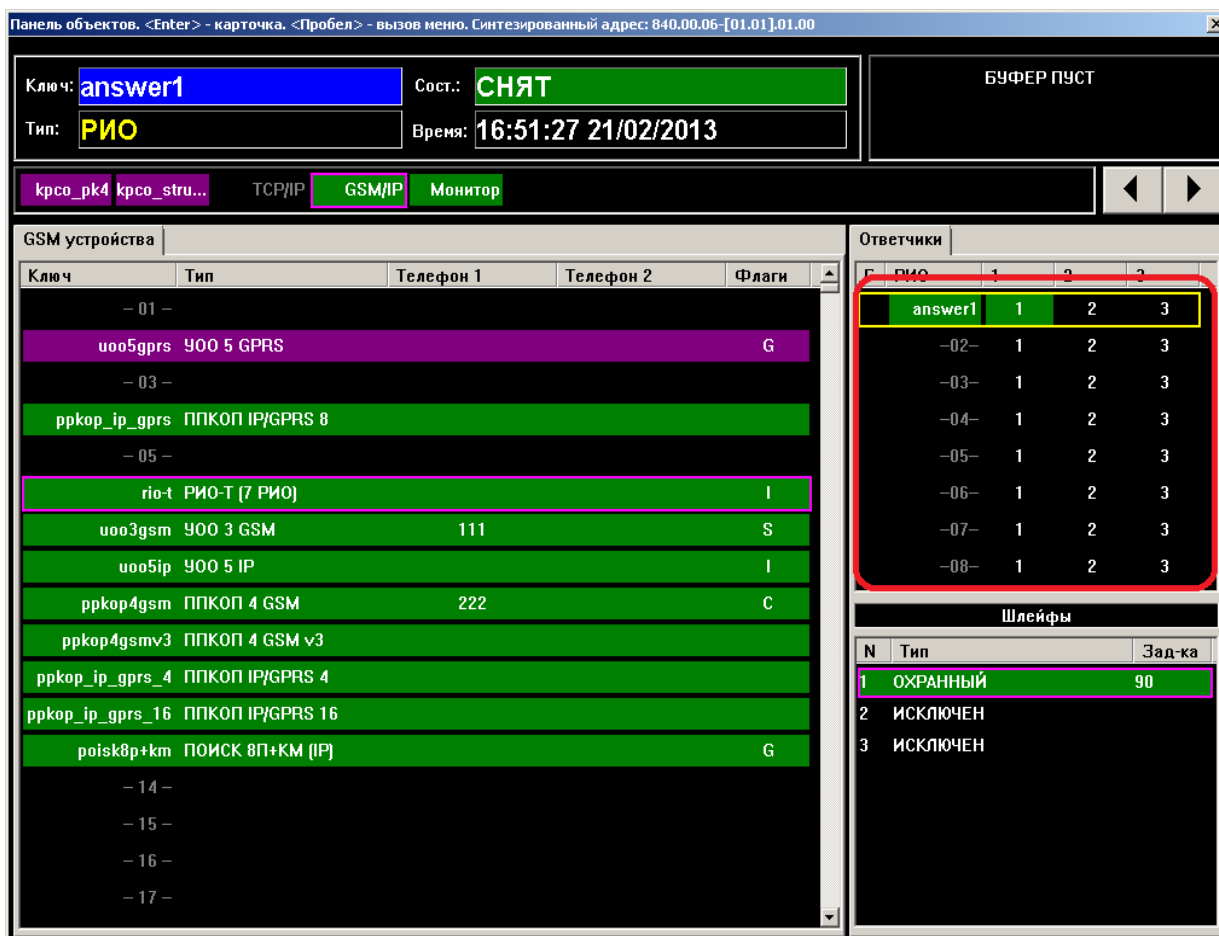 Панель объектов. <Enter> - карточка. <Пробел> - вызов меню. Синтезированный адрес: 840.00.06-[01.01].01.00
Ключ: answer1 Сост.: СНЯТ
Тип: РИО Время: 16:51:27 21/02/2013
БУФЕР ПУСТ
kpco_pk4 kpco_stru... TCP/IP GSM/IP Монитор
GSM устройства
Ключ Тип Телефон 1 Телефон 2 Флаги
– 01 –
uoo5gprs УОО 5 GPRS G
– 03 –
ppkop_ip_gprs ППКОП IP/GPRS 8
– 05 –
rio-t РИО-Т (7 РИО) I
uoo3gsm УОО 3 GSM 111 S
uoo5ip УОО 5 IP I
ppkop4gsm ППКОП 4 GSM 222 C
ppkop4gsmv3 ППКОП 4 GSM v3
ppkop_ip_gprs_4 ППКОП IP/GPRS 4
ppkop_ip_gprs_16 ППКОП IP/GPRS 16
poisk8p+km ПОИСК 8П+КМ (IP) G
– 14 –
– 15 –
– 16 –
– 17 –
Ответчики
РИО 1 2 3
answer1 1 2 3
–02– 1 2 3
–03– 1 2 3
–04– 1 2 3
–05– 1 2 3
–06– 1 2 3
–07– 1 2 3
–08– 1 2 3
Шлейфы
N Тип Зад-ка
1 ОХРАННЫЙ 90
2 ИСКЛЮЧЕН
3 ИСКЛЮЧЕН